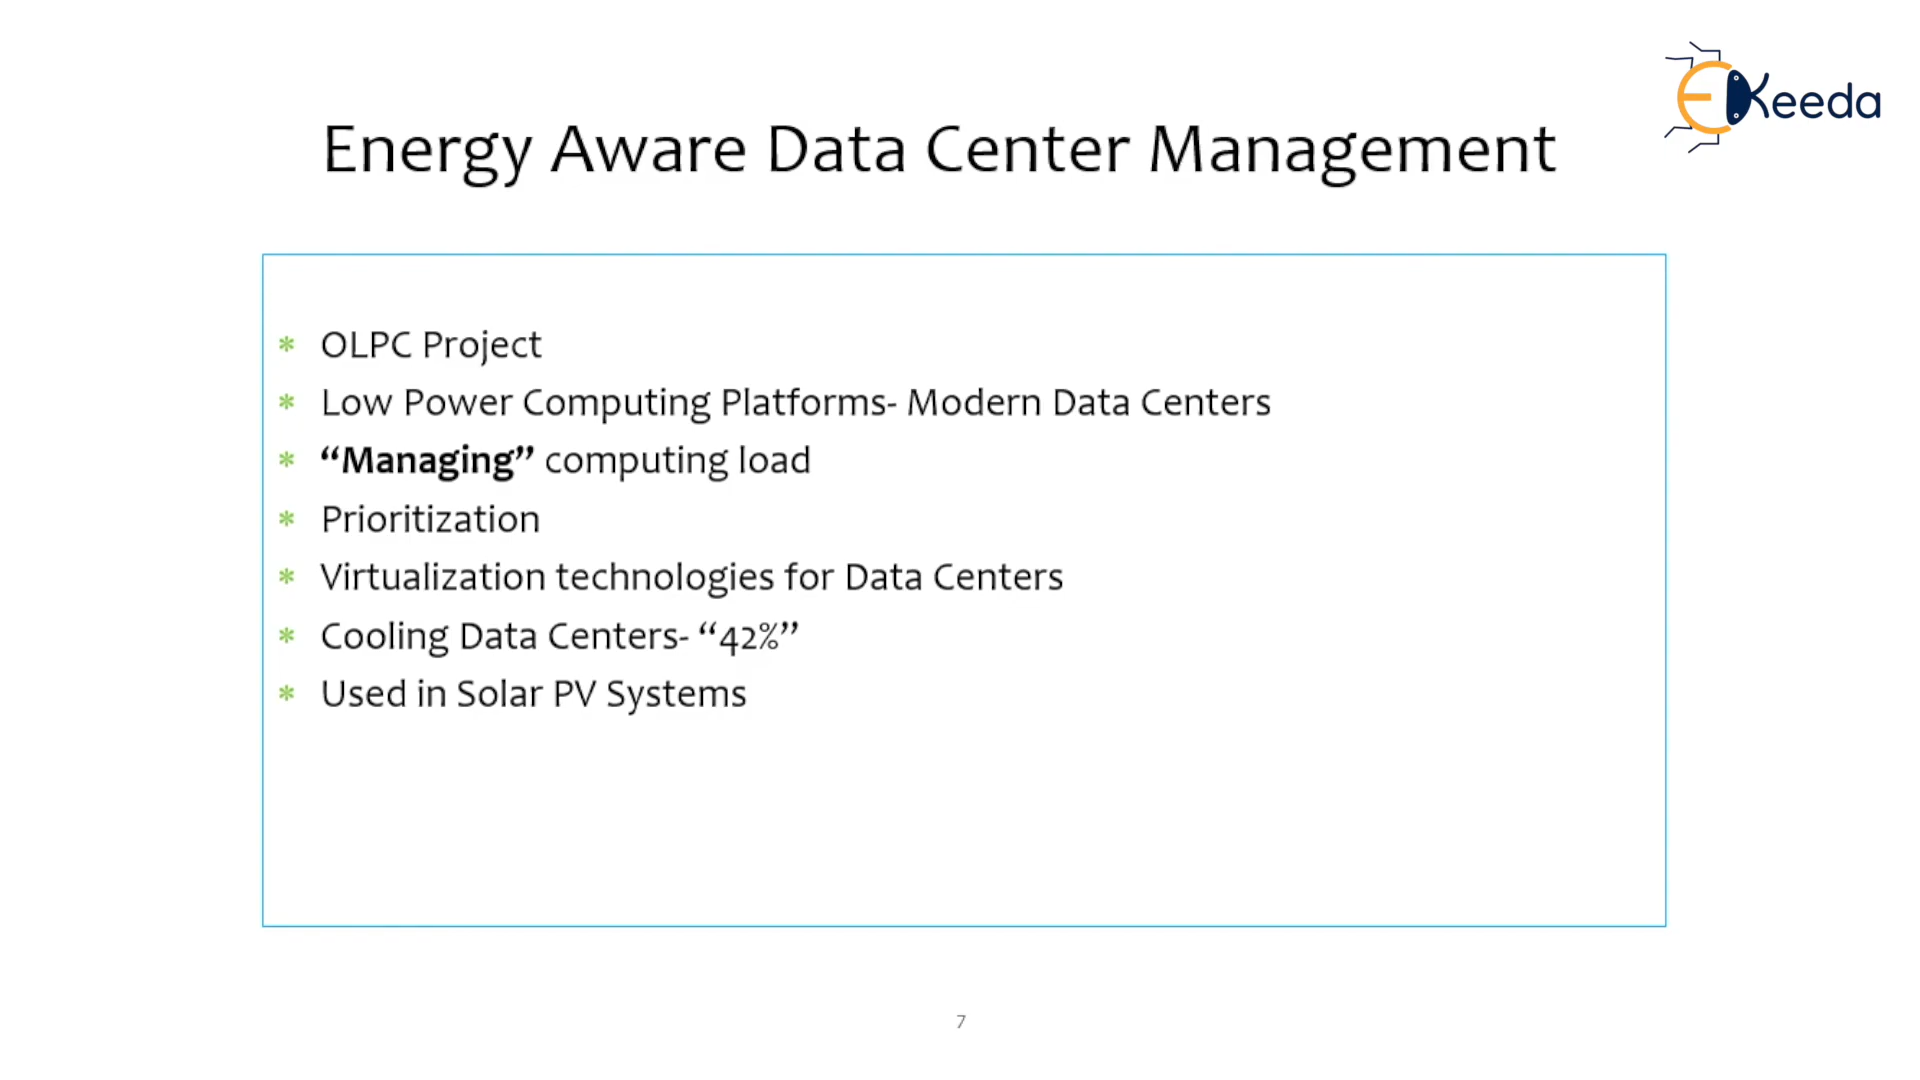 EKeeda
Energy Aware Data Center Management
* OLPC Project
* Low Power Computing Platforms- Modern Data Centers
* “Managing” computing load
* Prioritization
* Virtualization technologies for Data Centers
* Cooling Data Centers- “42%”
* Used in Solar PV Systems
7